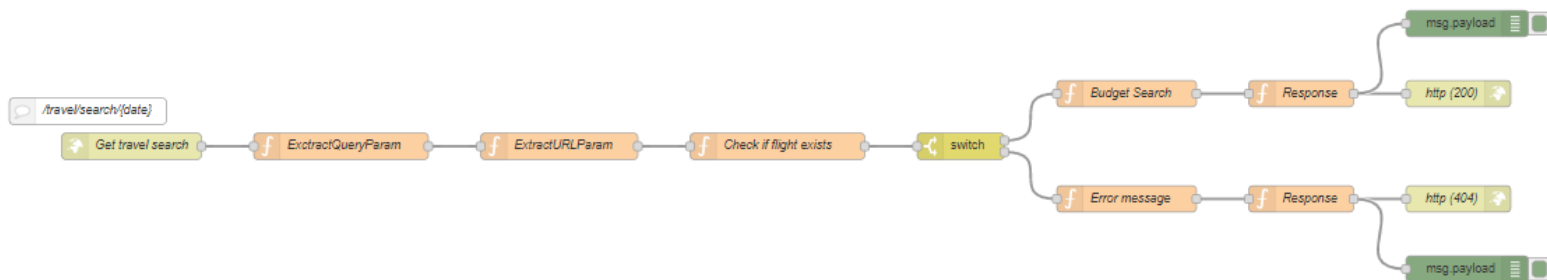 msg.payload
/travel/search/{date}
Budget Search
Response
http (200)
Get travel search
ExctractQueryParam
ExtractURLParam
Check if flight exists
switch
Error message
Response
http (404)
msg.payload